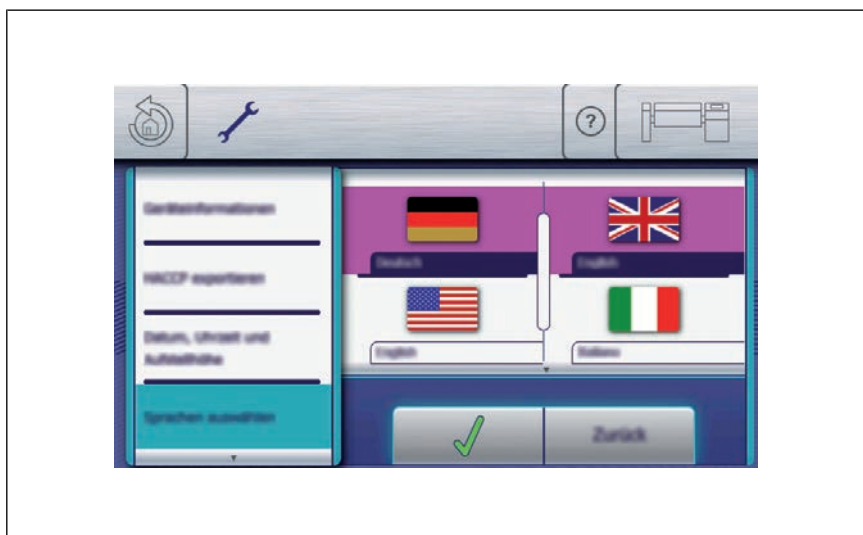 ?
Geräteinformationen
HACCP exportieren
Datum, Uhrzeit und
Aufstellhöhe
Sprachen auswählen
Deutsch
English
English
Italiano
Zurück